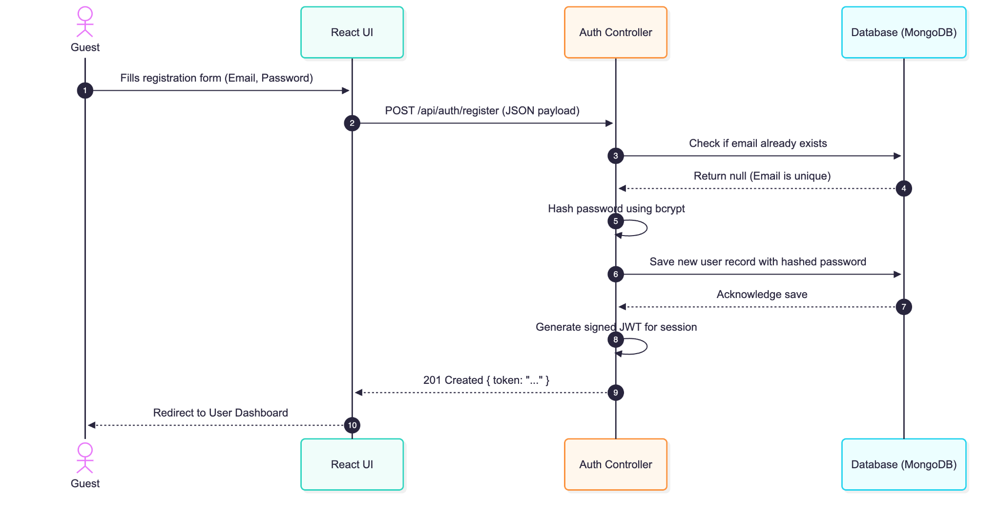 Guest
React UI
Auth Controller
Database (MongoDB)
Fills registration form (Email, Password)
1
POST /api/auth/register (JSON payload)
2
Check if email already exists
3
Return null (Email is unique)
4
Hash password using bcrypt
5
Save new user record with hashed password
6
Acknowledge save
7
Generate signed JWT for session
8
201 Created { token: "..." }
9
Redirect to User Dashboard
10
Guest
React UI
Auth Controller
Database (MongoDB)